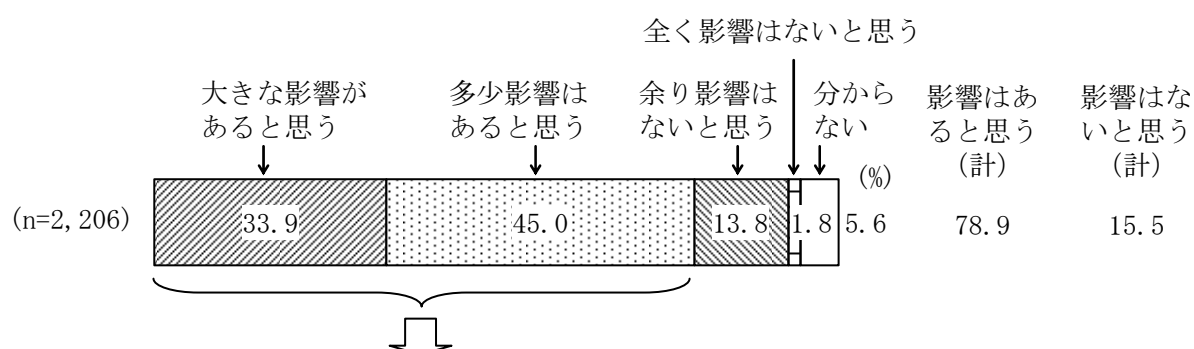 全く影響はないと思う
大きな影響が
あると思う
多少影響は
あると思う
余り影響は
ないと思う
分から
ない
影響はあ
ると思う
(計)
影響はな
いと思う
(計)
(%)
(n=2,206)
33.9
45.0
13.8
1.8
5.6
78.9
15.5